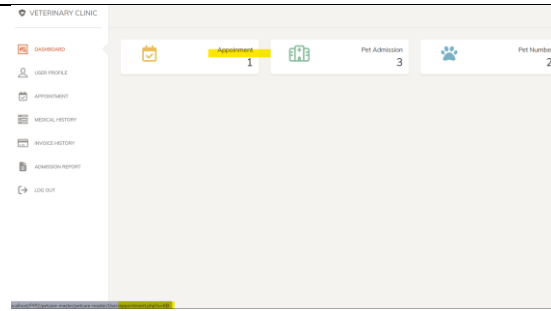 VETERINARY CLINIC
DASHBOARD
USER PROFILE
APPOINTMENT
MEDICAL HISTORY
INVOICE HISTORY
ADMISSION REPORT
LOG OUT
Appoinment
1
Pet Admission
3
Pet Number
2